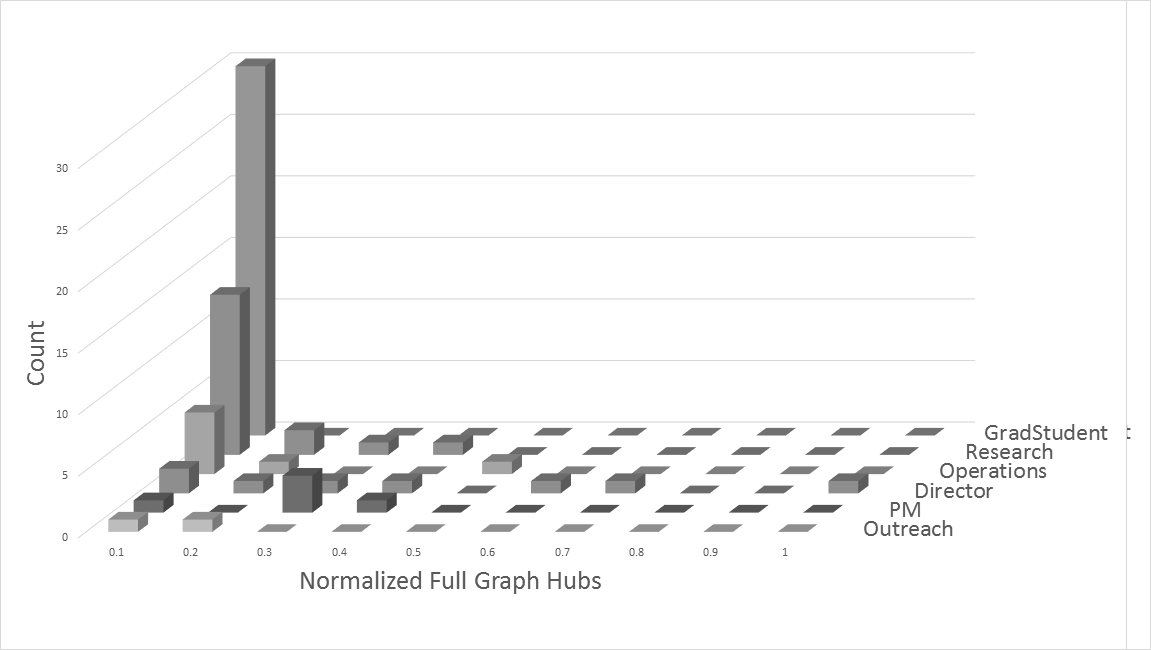 30
25
20
15
10
5
0
Count
0.1 0.2 0.3 0.4 0.5 0.6 0.7 0.8 0.9 1
Normalized Full Graph Hubs
GradStudent t
Research
Operations
Director
PM
Outreach